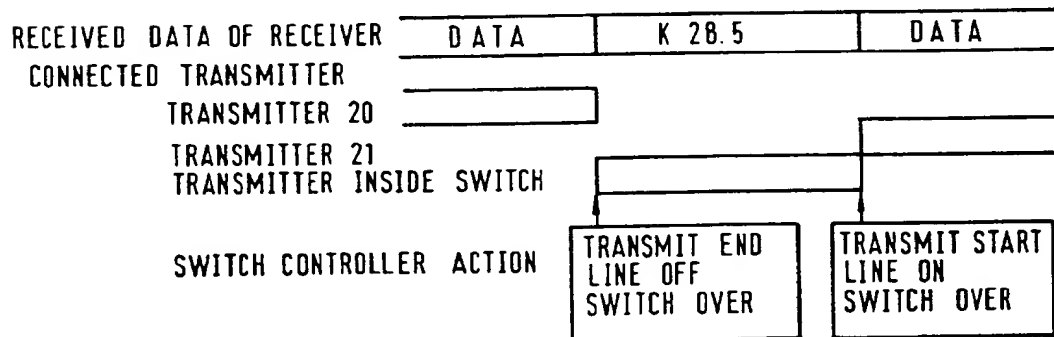 RECEIVED DATA OF RECEIVER DATA K 28.5 DATA
CONNECTED TRANSMITTER
TRANSMITTER 20
TRANSMITTER 21
TRANSMITTER INSIDE SWITCH
SWITCH CONTROLLER ACTION
TRANSMIT END
LINE OFF
SWITCH OVER
TRANSMIT START
LINE ON
SWITCH OVER